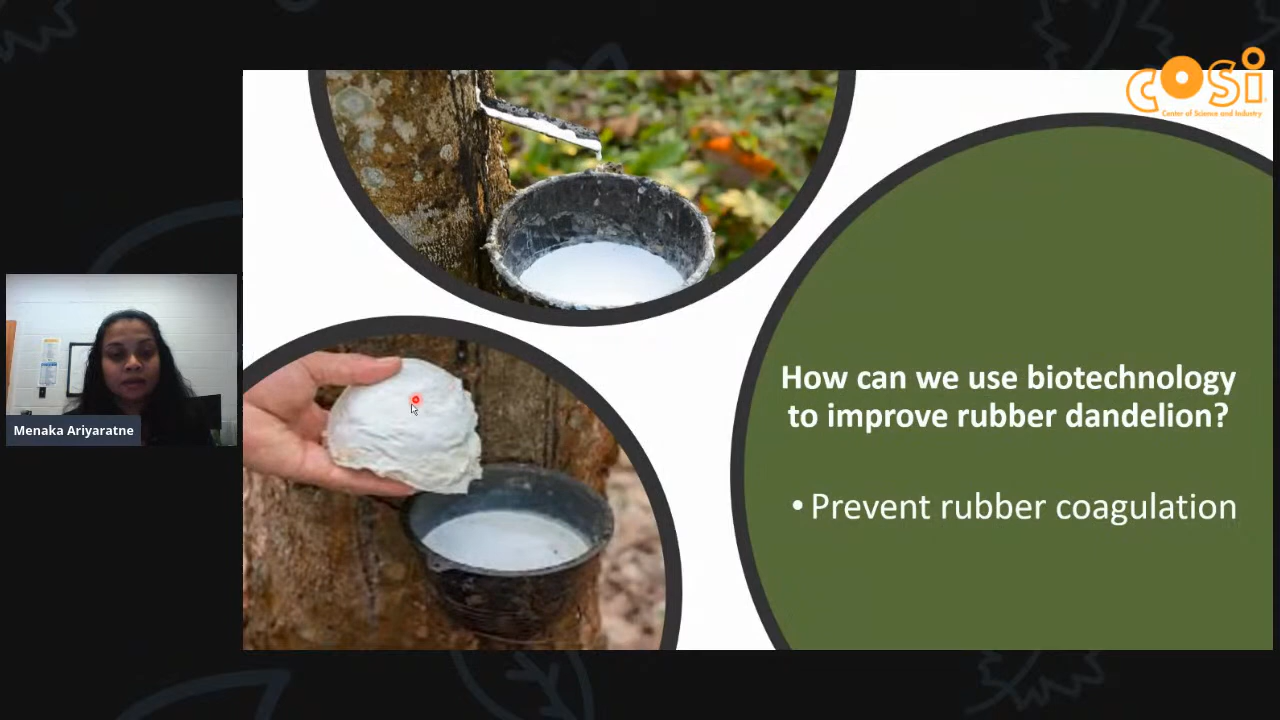 COSI
Center of Science and Industry
How can we use biotechnology
to improve rubber dandelion?
• Prevent rubber coagulation
Menaka Ariyaratne